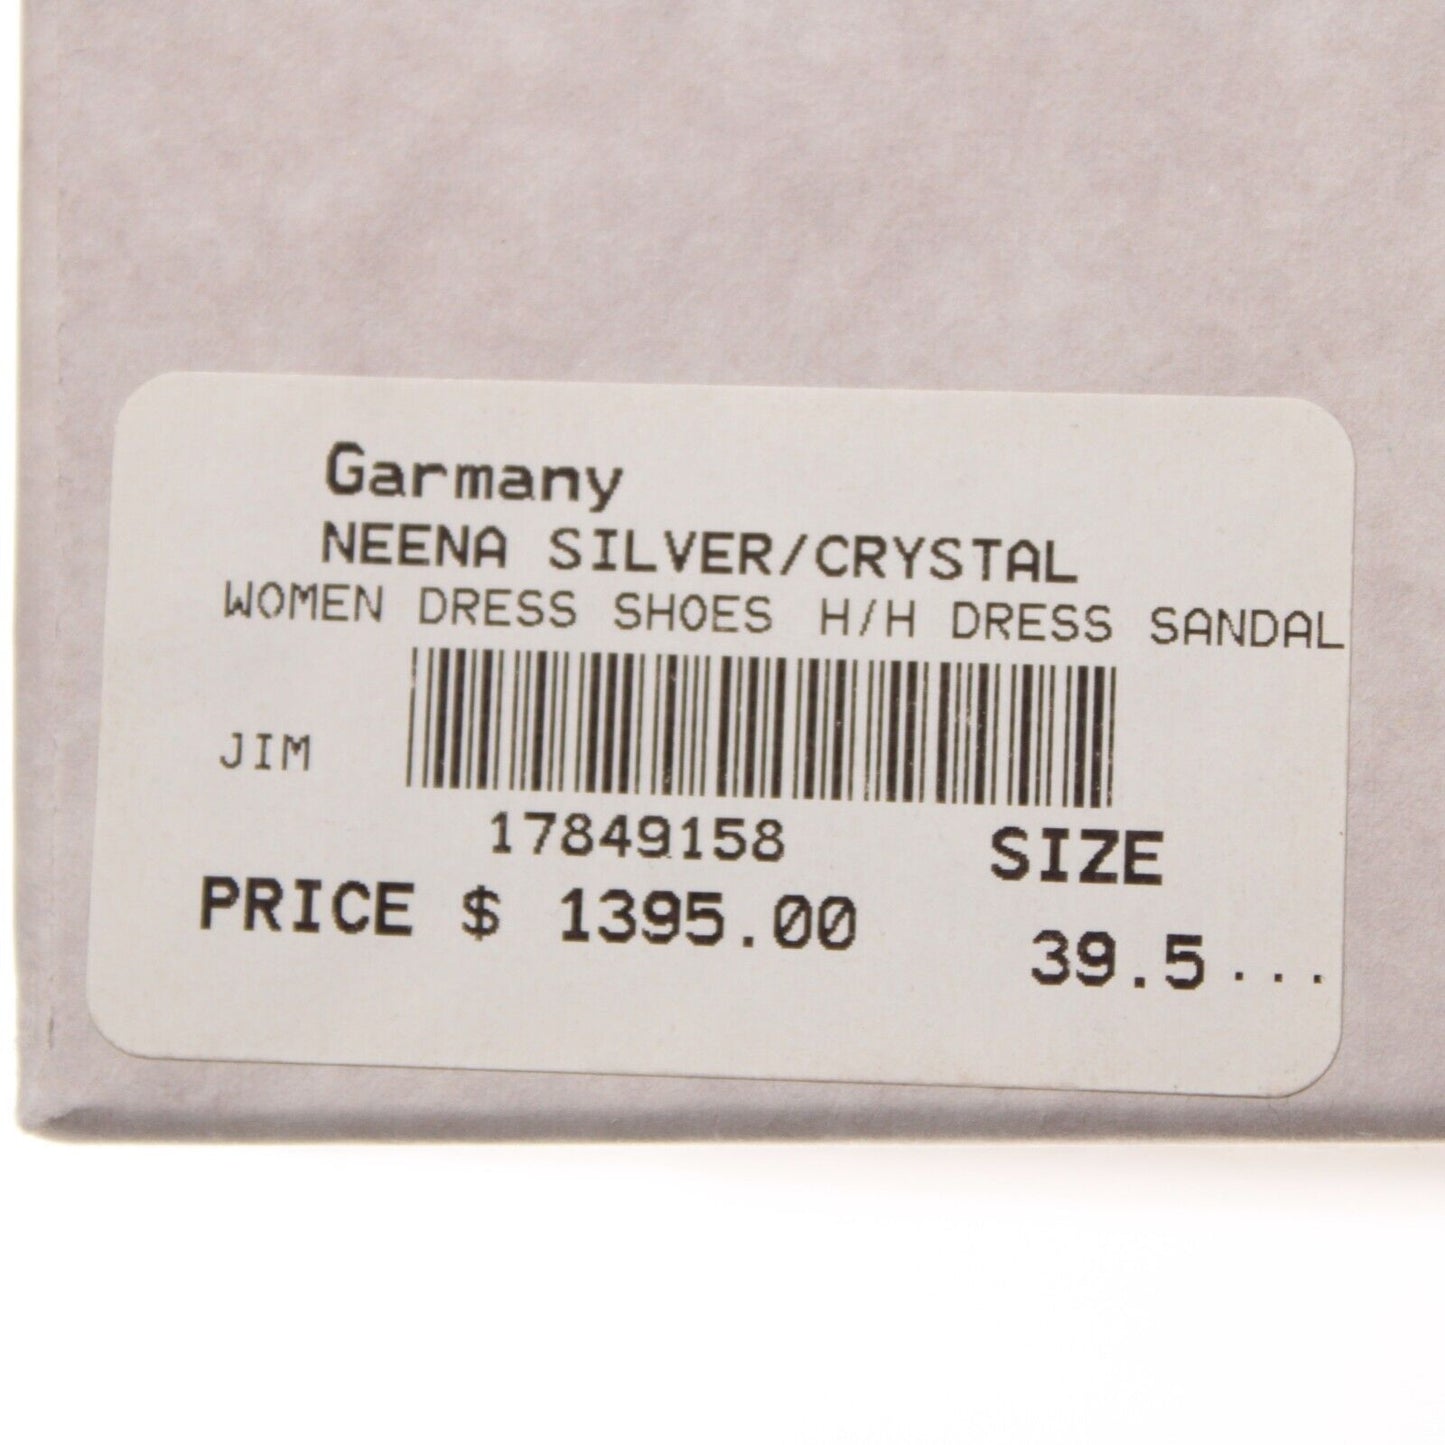 Garmany
NEENA SILVER/CRYSTAL
WOMEN DRESS SHOES H/H DRESS SANDAL
JIM
17849158
SIZE
PRICE $ 1395.00
39.5...